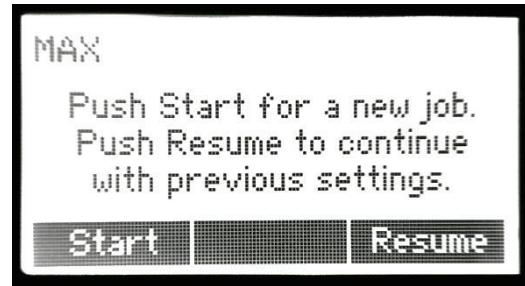 MAX
Push Start for a new job.
Push Resume to continue
with previous settings.
Start Resume